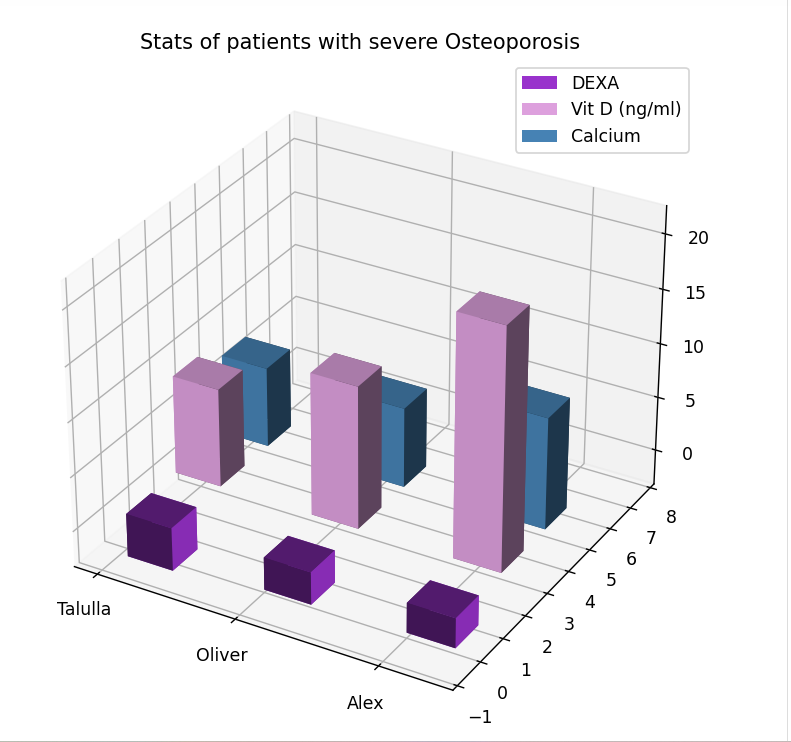 Stats of patients with severe Osteoporosis
DEXA
Vit D (ng/ml)
Calcium
20
15
10
5
0
8
7
6
5
4
3
2
1
0
−1
Talulla
Oliver
Alex